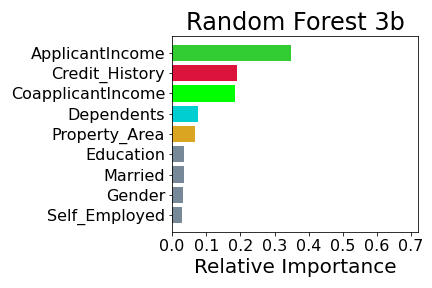 Random Forest 3b
ApplicantIncome
Credit_History
CoapplicantIncome
Dependents
Property_Area
Education
Married
Gender
Self_Employed
0.0 0.1 0.2 0.3 0.4 0.5 0.6 0.7
Relative Importance